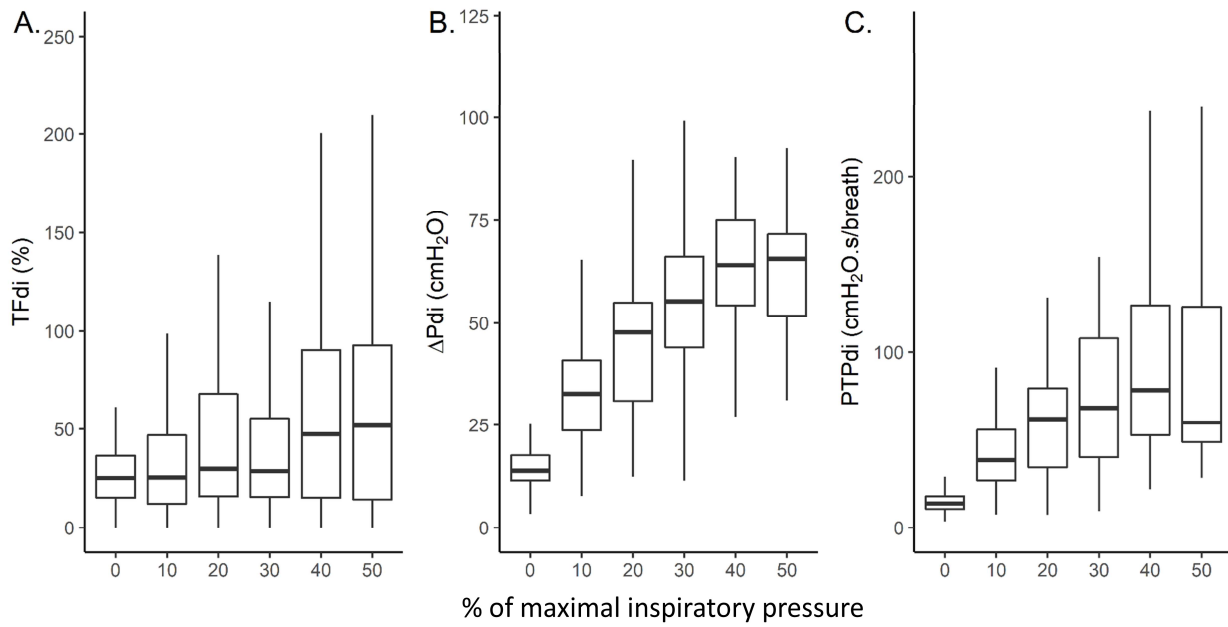 A.
TFdi (%)
250
200
150
100
50
0
0 10 20 30 40 50
B.
ΔPdi (cmH₂O)
125
100
75
50
25
0
0 10 20 30 40 50
C.
PTPdi (cmH₂O.s/breath)
200
100
0
0 10 20 30 40 50
% of maximal inspiratory pressure